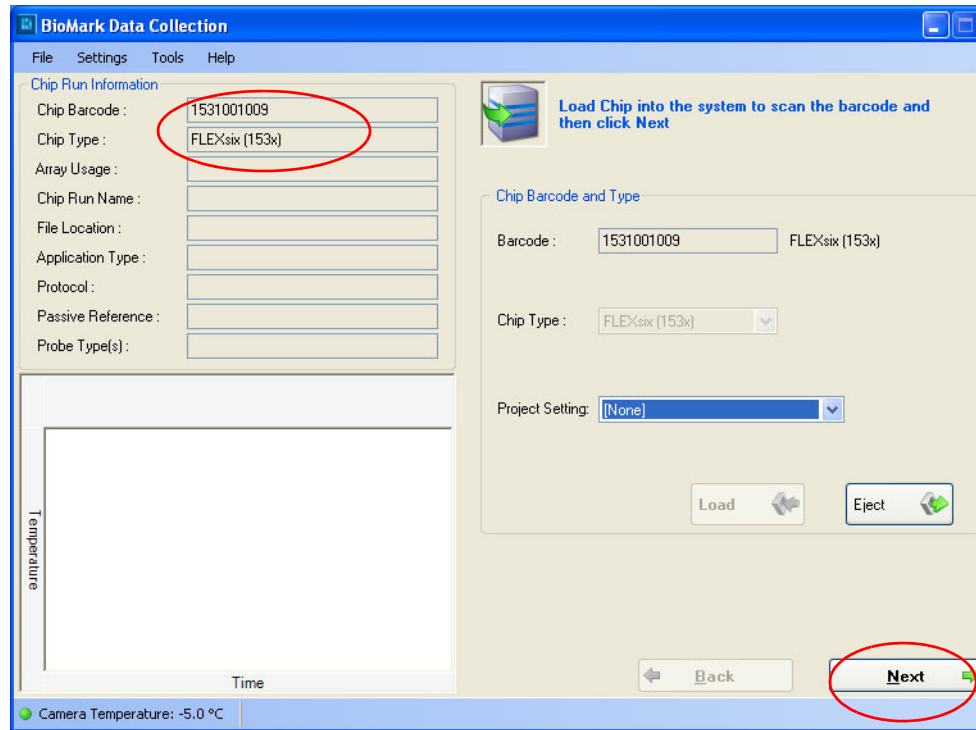 BioMark Data Collection
File Settings Tools Help
Chip Run Information
Chip Barcode : 1531001009
Chip Type : FLEXsix (153x)
Array Usage :
Chip Run Name :
File Location :
Application Type :
Protocol :
Passive Reference :
Probe Type(s) :
Temperature
Time
Load Chip into the system to scan the barcode and
then click Next
Chip Barcode and Type
Barcode : 1531001009 FLEXsix (153x)
Chip Type : FLEXsix (153x)
Project Setting: [None]
Load Eject
Back Next
Camera Temperature: -5.0 °C